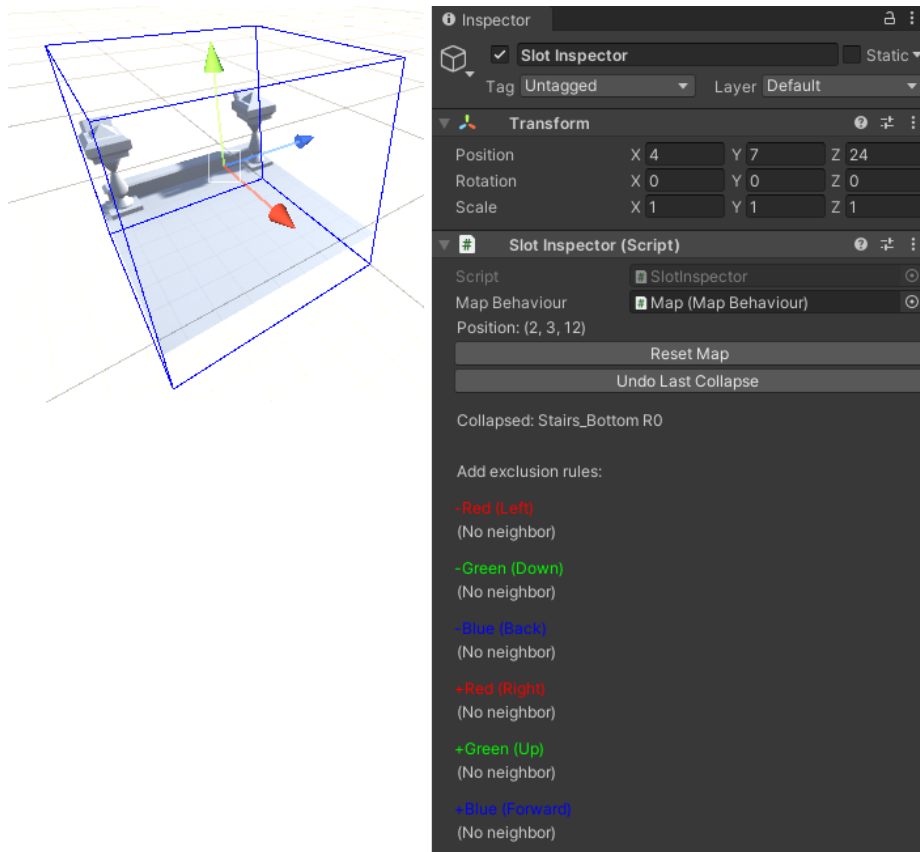 Inspector
Slot Inspector
Static
Tag Untagged Layer Default
Transform
Position X 4 Y 7 Z 24
Rotation X 0 Y 0 Z 0
Scale X 1 Y 1 Z 1
# Slot Inspector (Script)
Script # SlotInspector
Map Behaviour # Map (Map Behaviour)
Position: (2, 3, 12)
Reset Map
Undo Last Collapse
Collapsed: Stairs_Bottom R0
Add exclusion rules:
-Red (Left)
(No neighbor)
-Green (Down)
(No neighbor)
-Blue (Back)
(No neighbor)
+Red (Right)
(No neighbor)
+Green (Up)
(No neighbor)
+Blue (Forward)
(No neighbor)